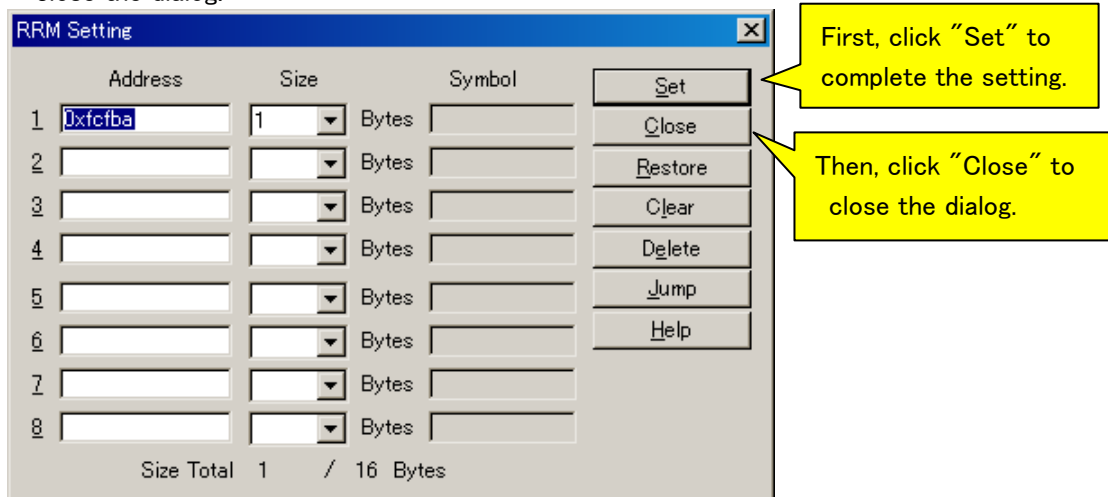 close the dialog.
RRM Setting
Address Size Symbol
1 0xfcfba 1 Bytes
2 Bytes
3 Bytes
4 Bytes
5 Bytes
6 Bytes
7 Bytes
8 Bytes
Size Total 1 / 16 Bytes
Set
Close
Restore
Clear
Delete
Jump
Help
First, click "Set" to
complete the setting.
Then, click "Close" to
close the dialog.